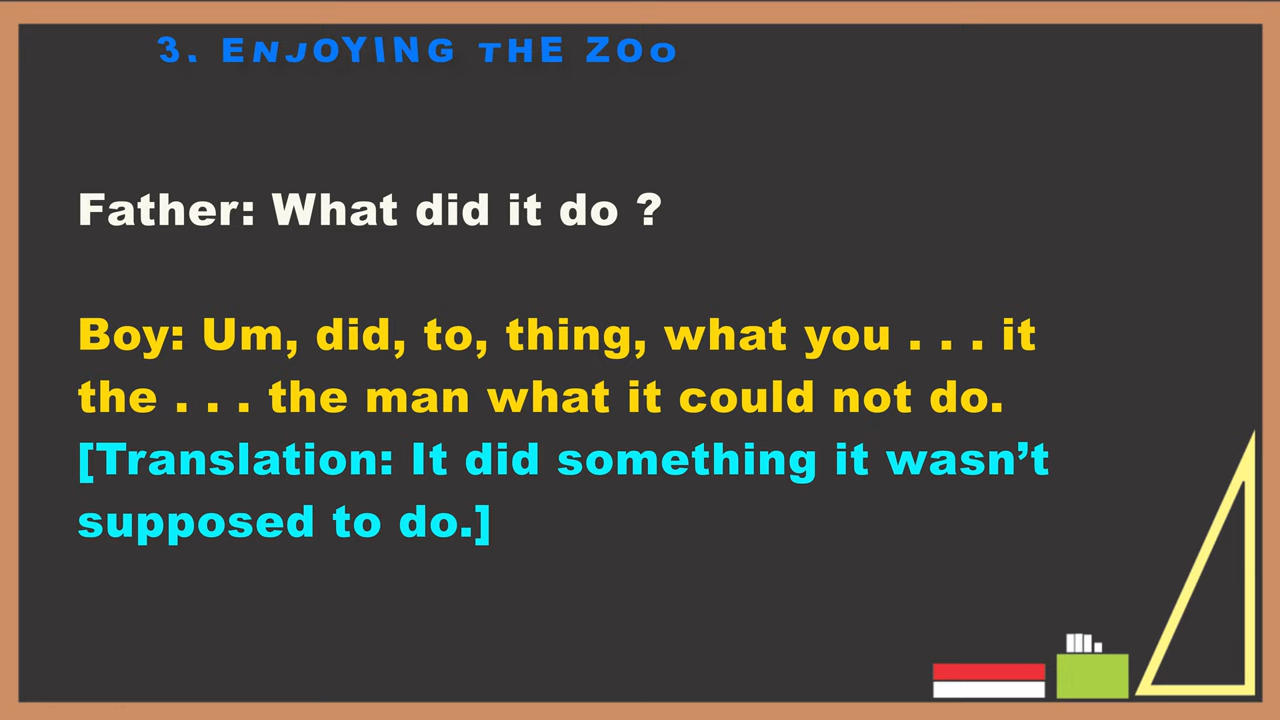 3. Enjoying the Zoo
Father: What did it do ?
Boy: Um, did, to, thing, what you . . . it
the . . . the man what it could not do.
[Translation: It did something it wasn’t
supposed to do.]